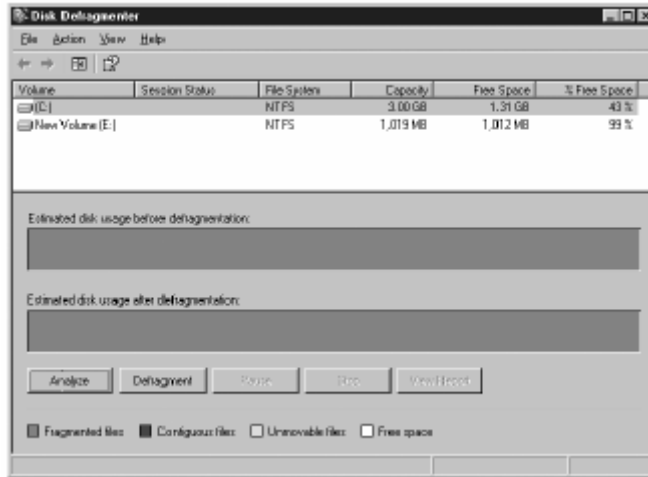 Disk Defragmenter
File Action View Help
Volume Session Status File System Capacity Free Space % Free Space
(C:) NTFS 3.00 GB 1.31 GB 43 %
New Volume (E:) NTFS 1,019 MB 1,012 MB 99 %
Estimated disk usage before defragmentation:
Estimated disk usage after defragmentation:
Analyze Defragment Pause Stop View Report
Fragmented files Contiguous files Unmovable files Free space